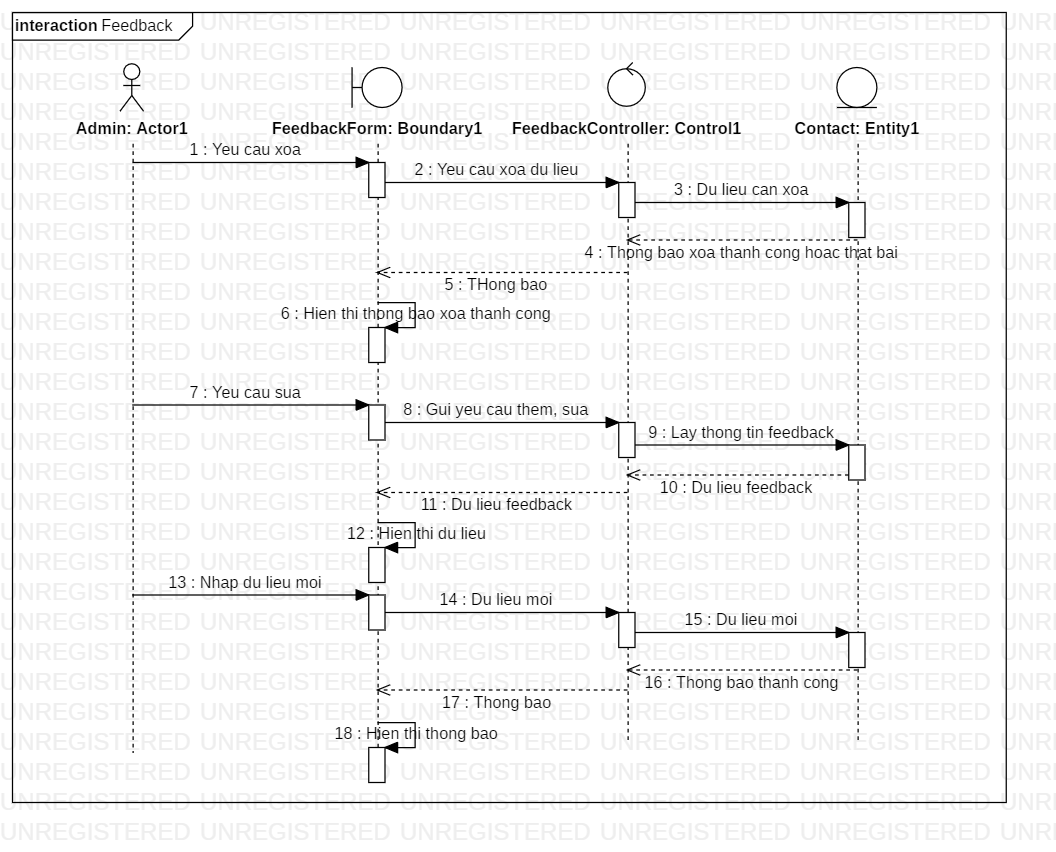 interaction Feedback
Admin: Actor1
FeedbackForm: Boundary1
FeedbackController: Control1
Contact: Entity1
1 : Yeu cau xoa
2 : Yeu cau xoa du lieu
3 : Du lieu can xoa
4 : Thong bao xoa thanh cong hoac that bai
5 : THong bao
6 : Hien thi thong bao xoa thanh cong
7 : Yeu cau sua
8 : Gui yeu cau them, sua
9 : Lay thong tin feedback
10 : Du lieu feedback
11 : Du lieu feedback
12 : Hien thi du lieu
13 : Nhap du lieu moi
14 : Du lieu moi
15 : Du lieu moi
16 : Thong bao thanh cong
17 : Thong bao
18 : Hien thi thong bao
UNREGISTERED